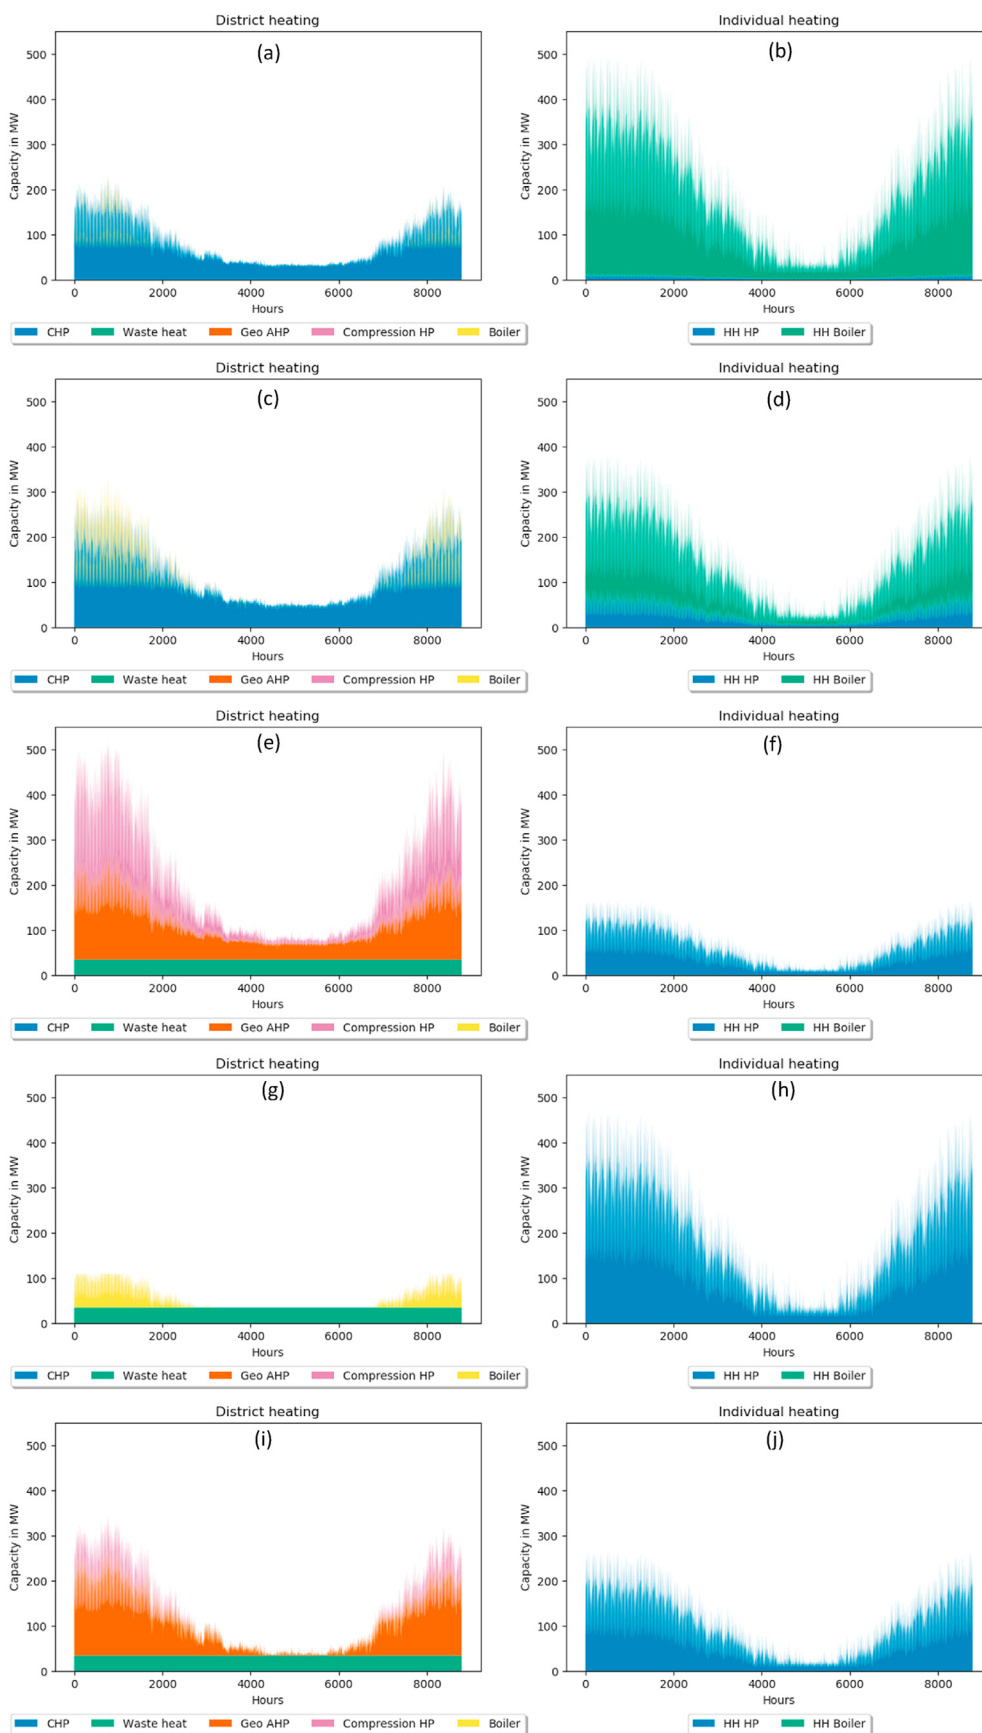 District heating
(a)
Capacity in MW
500
400
300
200
100
0
0 2000 4000 6000 8000
Hours
CHP Waste heat Geo AHP Compression HP Boiler
Individual heating
(b)
Capacity in MW
500
400
300
200
100
0
0 2000 4000 6000 8000
Hours
HH HP HH Boiler
District heating
(c)
Capacity in MW
500
400
300
200
100
0
0 2000 4000 6000 8000
Hours
CHP Waste heat Geo AHP Compression HP Boiler
Individual heating
(d)
Capacity in MW
500
400
300
200
100
0
0 2000 4000 6000 8000
Hours
HH HP HH Boiler
District heating
(e)
Capacity in MW
500
400
300
200
100
0
0 2000 4000 6000 8000
Hours
CHP Waste heat Geo AHP Compression HP Boiler
Individual heating
(f)
Capacity in MW
500
400
300
200
100
0
0 2000 4000 6000 8000
Hours
HH HP HH Boiler
District heating
(g)
Capacity in MW
500
400
300
200
100
0
0 2000 4000 6000 8000
Hours
CHP Waste heat Geo AHP Compression HP Boiler
Individual heating
(h)
Capacity in MW
500
400
300
200
100
0
0 2000 4000 6000 8000
Hours
HH HP HH Boiler
District heating
(i)
Capacity in MW
500
400
300
200
100
0
0 2000 4000 6000 8000
Hours
CHP Waste heat Geo AHP Compression HP Boiler
Individual heating
(j)
Capacity in MW
500
400
300
200
100
0
0 2000 4000 6000 8000
Hours
HH HP HH Boiler